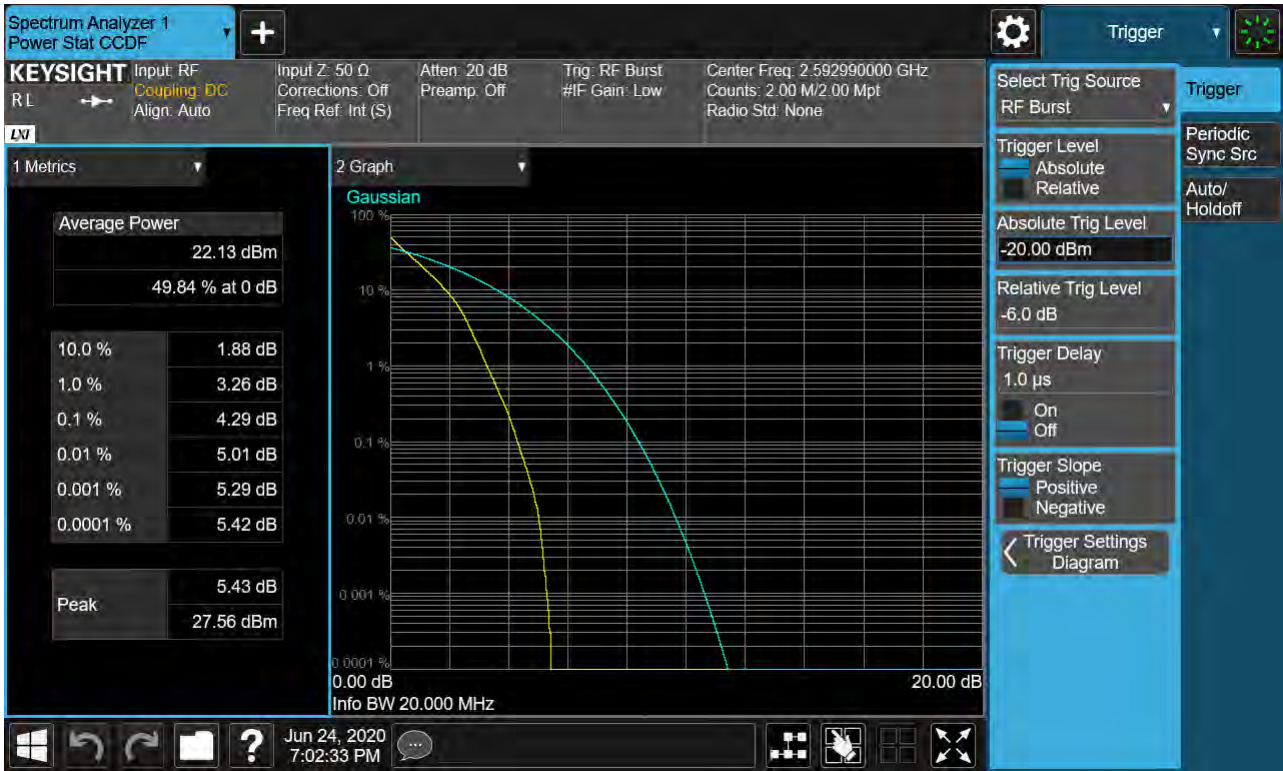 Spectrum Analyzer 1
Power Stat CCDF
▼
+
Trigger
▼
KEYSIGHT
R L
LXI
Input: RF
Coupling: DC
Align: Auto
Input Z: 50 Ω
Corrections: Off
Freq Ref: Int (S)
Atten: 20 dB
Preamp: Off
Trig: RF Burst
#IF Gain: Low
Center Freq: 2.592990000 GHz
Counts: 2.00 M/2.00 Mpt
Radio Std: None
1 Metrics ▼
Average Power
22.13 dBm
49.84 % at 0 dB
10.0 % 1.88 dB
1.0 % 3.26 dB
0.1 % 4.29 dB
0.01 % 5.01 dB
0.001 % 5.29 dB
0.0001 % 5.42 dB
Peak
5.43 dB
27.56 dBm
2 Graph ▼
Gaussian
100 %
10 %
1 %
0.1 %
0.01 %
0.001 %
0.0001 %
0.00 dB 20.00 dB
Info BW 20.000 MHz
Select Trig Source
RF Burst ▼
Trigger Level
Absolute
Relative
Absolute Trig Level
-20.00 dBm
Relative Trig Level
-6.0 dB
Trigger Delay
1.0 µs
On
Off
Trigger Slope
Positive
Negative
Trigger Settings
Diagram
Trigger
Periodic
Sync Src
Auto/
Holdoff
?
Jun 24, 2020
7:02:33 PM